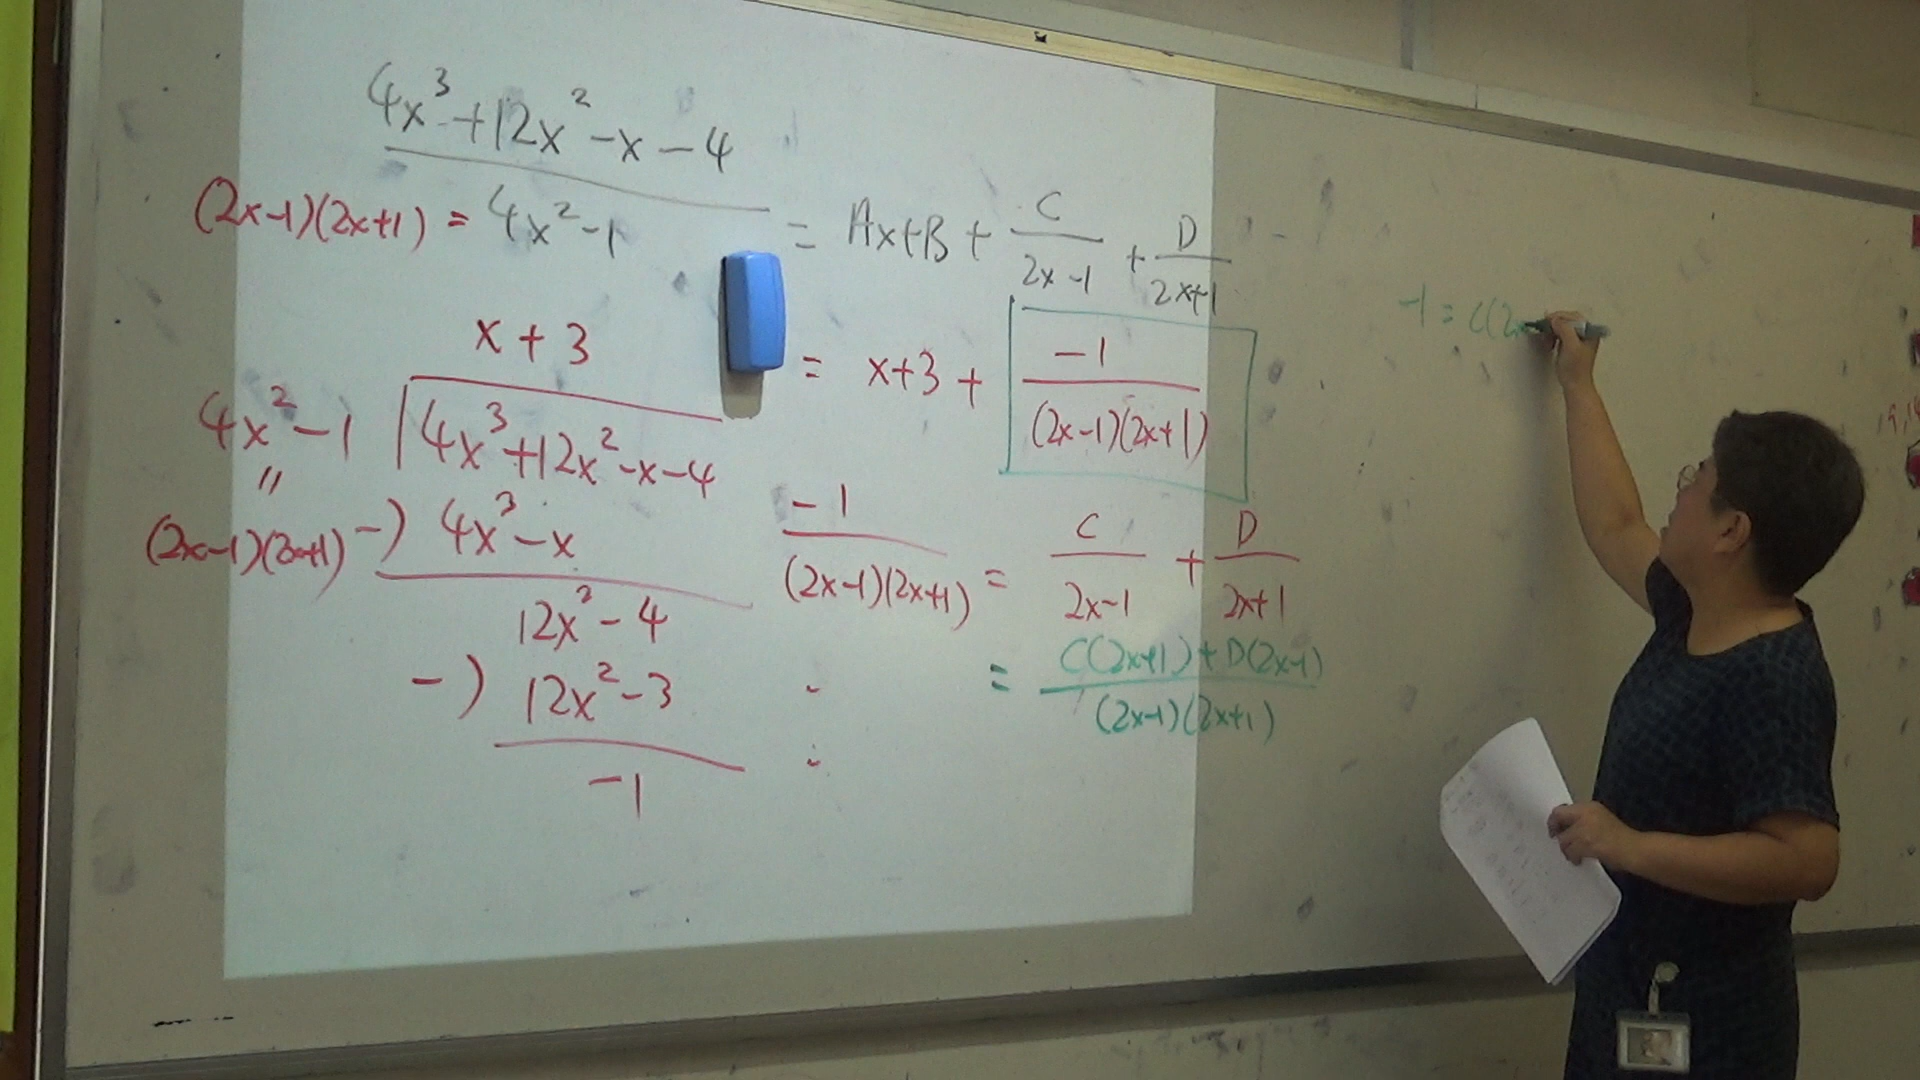 4x³+12x²-x-4
(2x-1)(2x+1) = 4x²-1
= Ax+B + C/(2x-1) + D/(2x+1)
x+3
4x²-1 ) 4x³+12x²-x-4
"
(2x-1)(2x+1) -) 4x³-x
12x²-4
-) 12x²-3
-1
= x+3 + -1/((2x-1)(2x+1))
-1/((2x-1)(2x+1)) = C/(2x-1) + D/(2x+1)
= (C(2x+1)+D(2x-1))/((2x-1)(2x+1))
-1 = C(2x